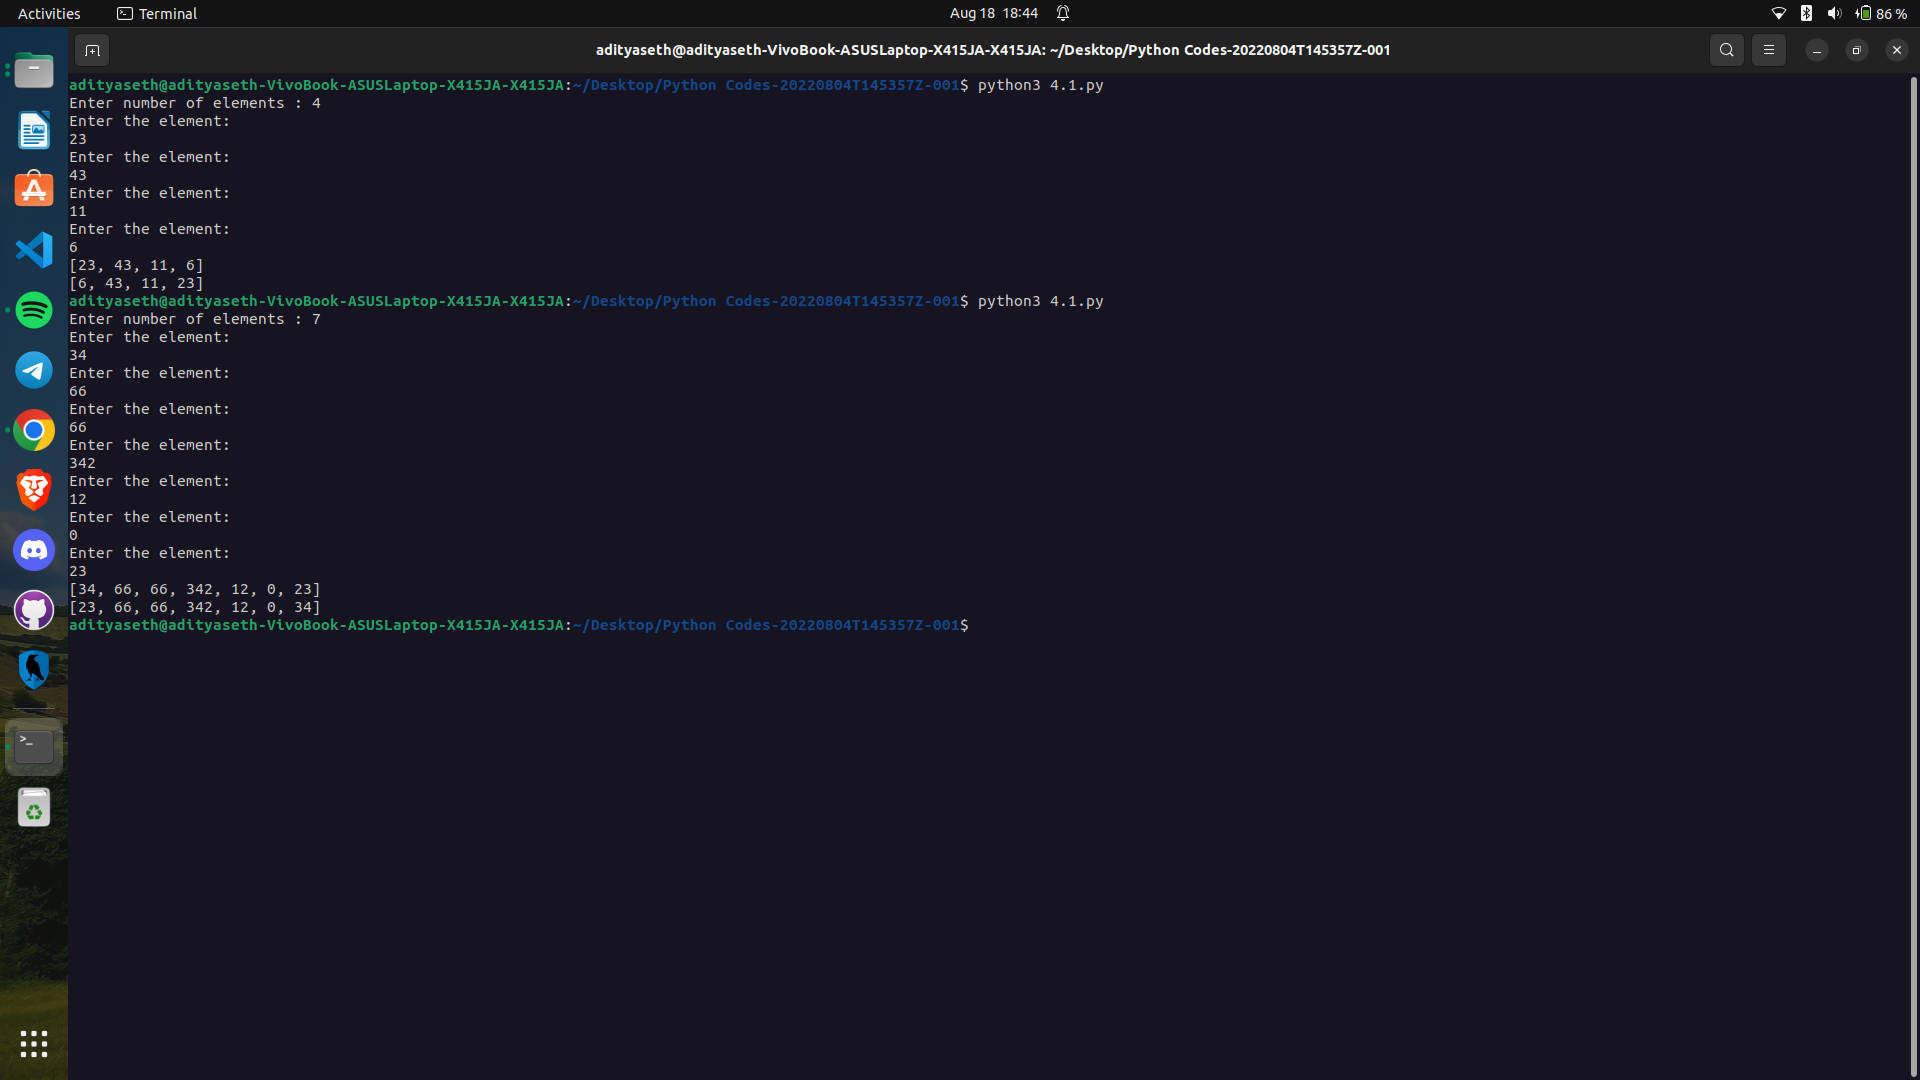 Activities
Terminal
Aug 18 18:44
86 %
adityaseth@adityaseth-VivoBook-ASUSLaptop-X415JA-X415JA: ~/Desktop/Python Codes-20220804T145357Z-001
adityaseth@adityaseth-VivoBook-ASUSLaptop-X415JA-X415JA:~/Desktop/Python Codes-20220804T145357Z-001$ python3 4.1.py
Enter number of elements : 4
Enter the element:
23
Enter the element:
43
Enter the element:
11
Enter the element:
6
[23, 43, 11, 6]
[6, 43, 11, 23]
adityaseth@adityaseth-VivoBook-ASUSLaptop-X415JA-X415JA:~/Desktop/Python Codes-20220804T145357Z-001$ python3 4.1.py
Enter number of elements : 7
Enter the element:
34
Enter the element:
66
Enter the element:
66
Enter the element:
342
Enter the element:
12
Enter the element:
0
Enter the element:
23
[34, 66, 66, 342, 12, 0, 23]
[23, 66, 66, 342, 12, 0, 34]
adityaseth@adityaseth-VivoBook-ASUSLaptop-X415JA-X415JA:~/Desktop/Python Codes-20220804T145357Z-001$